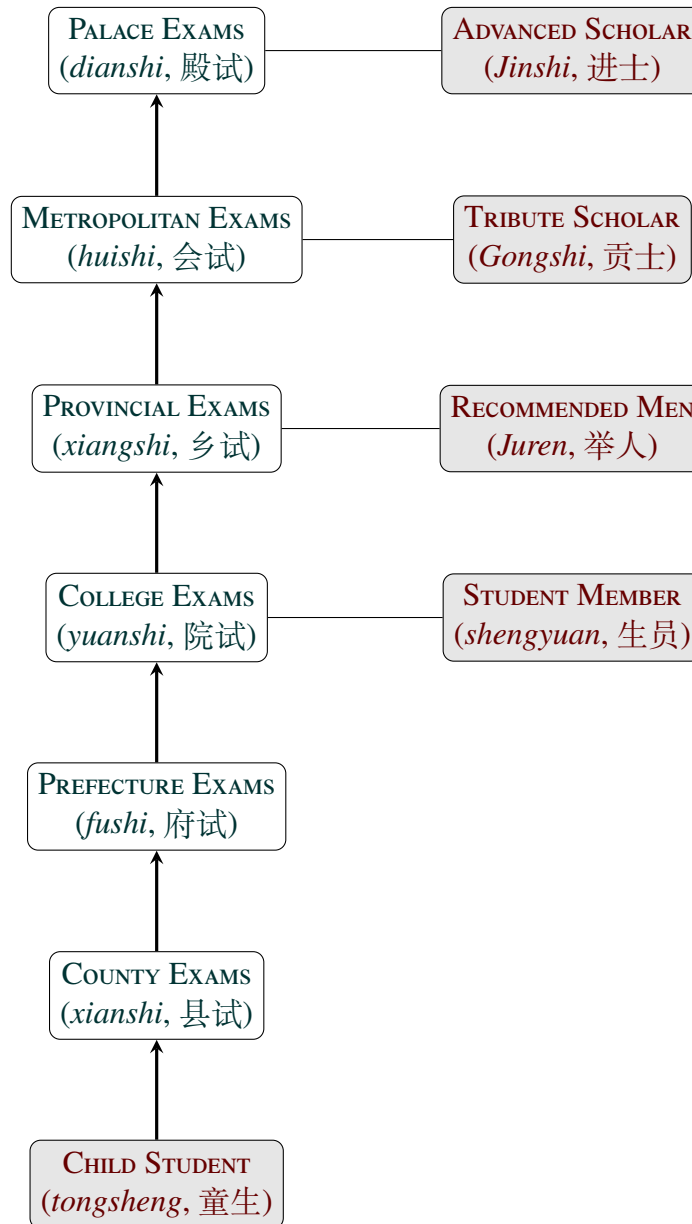 PALACE EXAMS
(dianshi, 殿试)
ADVANCED SCHOLAR
(Jinshi, 进士)
METROPOLITAN EXAMS
(huishi, 会试)
TRIBUTE SCHOLAR
(Gongshi, 贡士)
PROVINCIAL EXAMS
(xiangshi, 乡试)
RECOMMENDED MEN
(Juren, 举人)
COLLEGE EXAMS
(yuanshi, 院试)
STUDENT MEMBER
(shengyuan, 生员)
PREFECTURE EXAMS
(fushi, 府试)
COUNTY EXAMS
(xianshi, 县试)
CHILD STUDENT
(tongsheng, 童生)